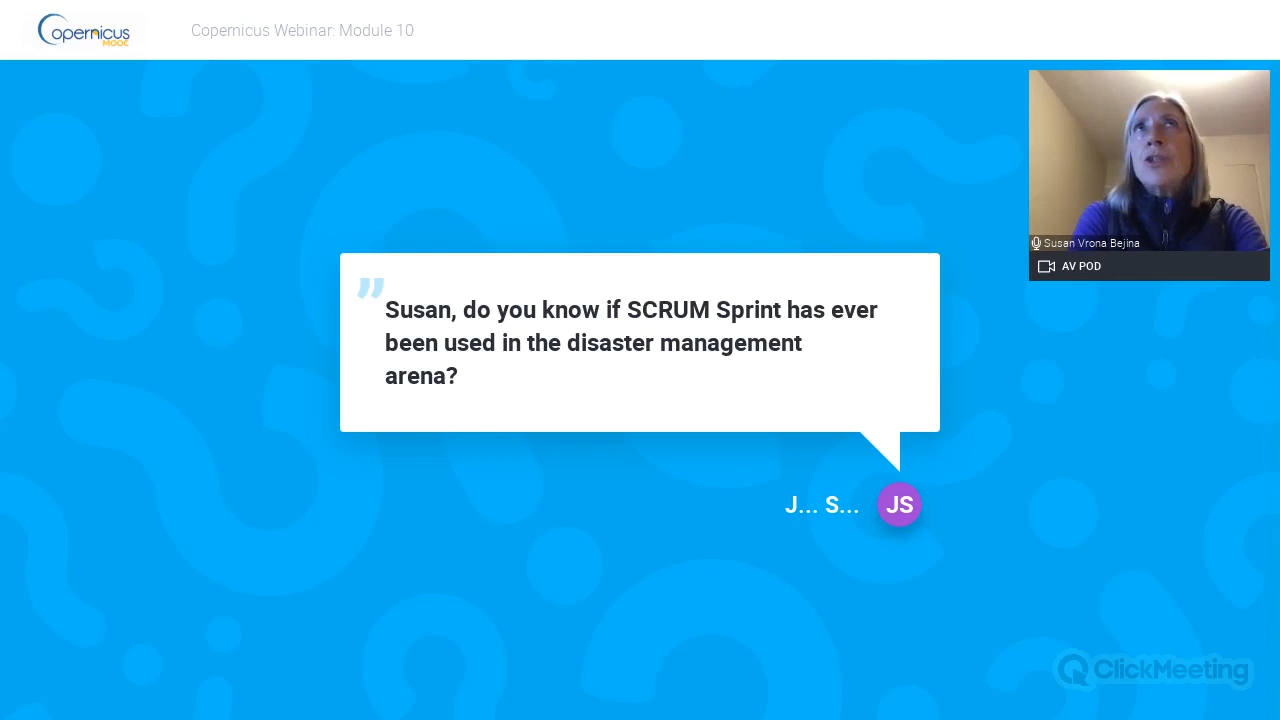 Copernicus
MOOC
Copernicus Webinar: Module 10
Susan Vrona Bejina
AV POD
"
Susan, do you know if SCRUM Sprint has ever
been used in the disaster management
arena?
J... S... JS
ClickMeeting